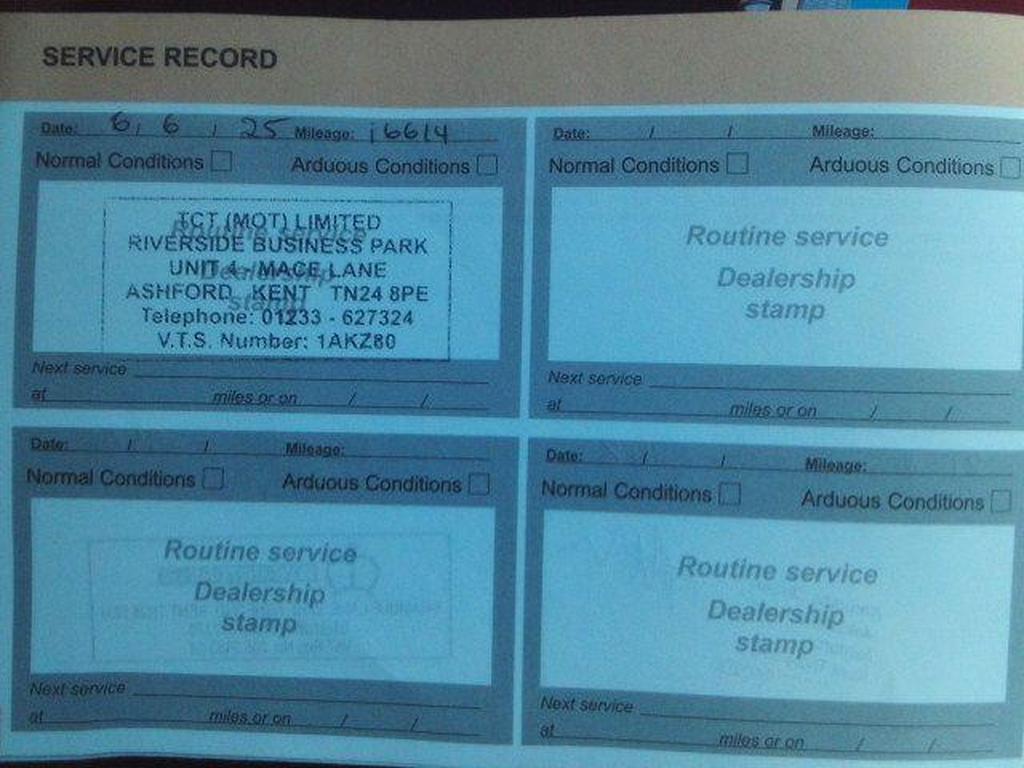 SERVICE RECORD
Date: 6 / 6 / 25 Mileage: 16614
Normal Conditions Arduous Conditions
TCT (MOT) LIMITED
RIVERSIDE BUSINESS PARK
UNIT 4 - MACE LANE
ASHFORD KENT TN24 8PE
Telephone: 01233 - 627324
V.T.S. Number: 1AKZ80
Routine service
Dealership
stamp
Next service
at miles or on / /
Date: / / Mileage:
Normal Conditions Arduous Conditions
Routine service
Dealership
stamp
Next service
at miles or on / /
Date: / / Mileage:
Normal Conditions Arduous Conditions
Routine service
Dealership
stamp
Next service
at miles or on / /
Date: / / Mileage:
Normal Conditions Arduous Conditions
Routine service
Dealership
stamp
Next service
at miles or on / /